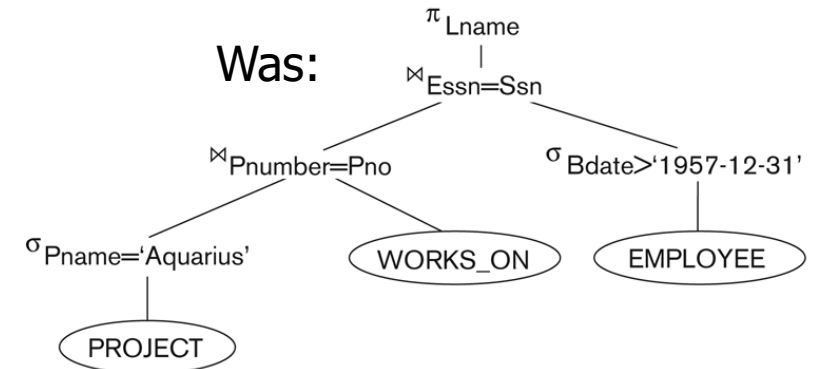 π Lname
Was:
⋈ Essn=Ssn
⋈ Pnumber=Pno
σ Bdate>‘1957-12-31’
σ Pname=‘Aquarius’
WORKS_ON
EMPLOYEE
PROJECT